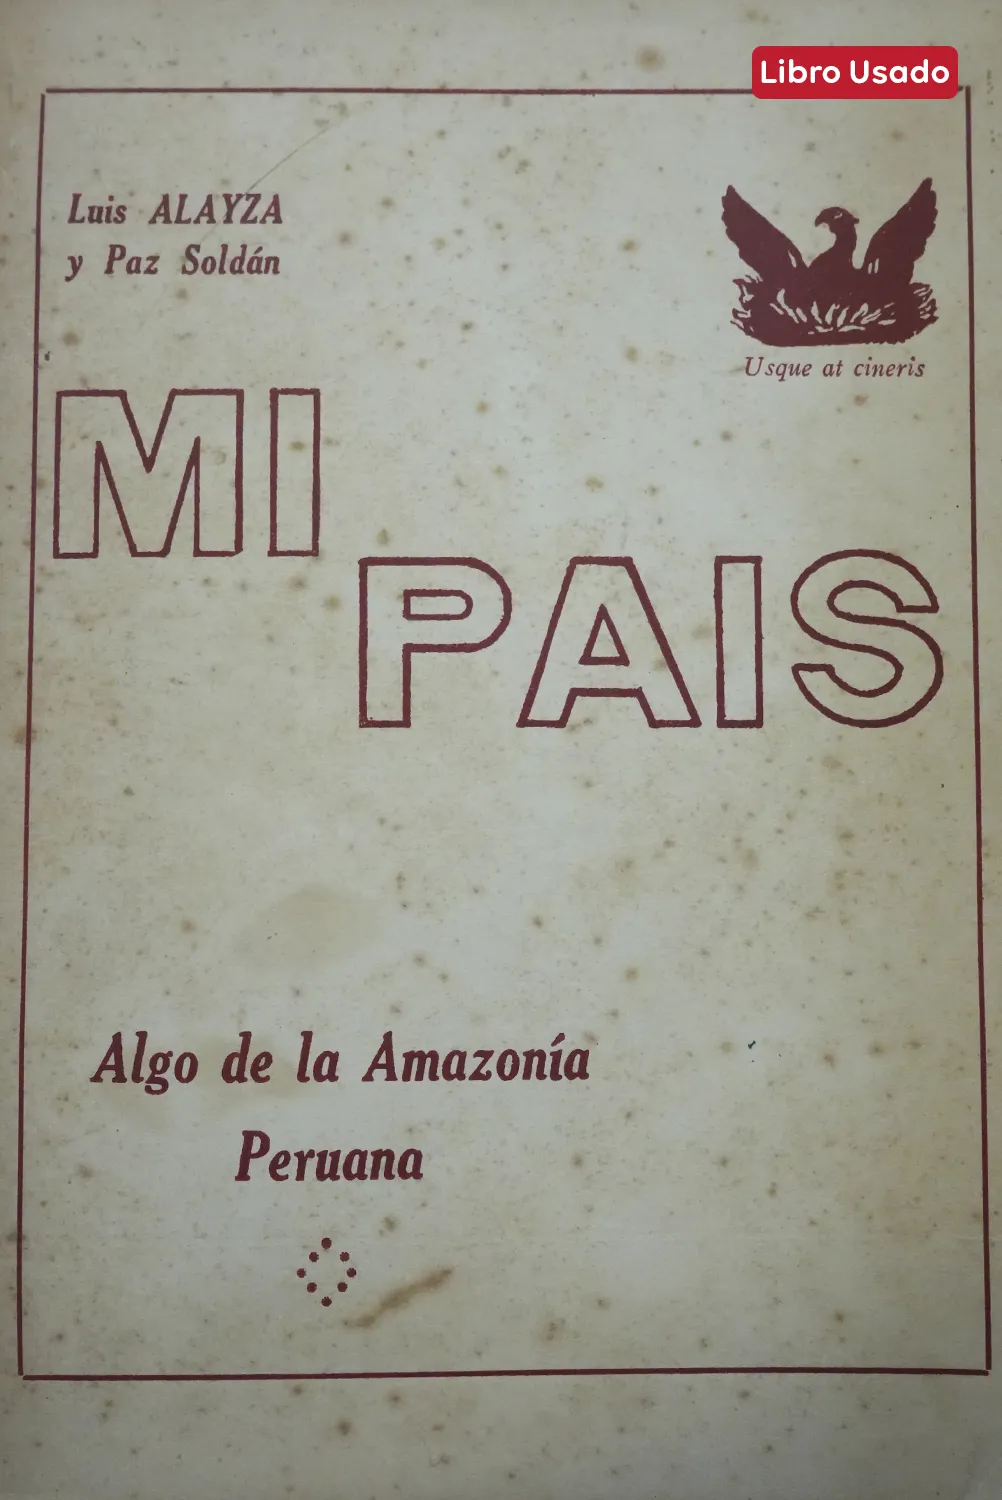 Libro Usado
Luis ALAYZA
y Paz Soldán
Usque at cineris
MI
PAIS
Algo de la Amazonía
Peruana